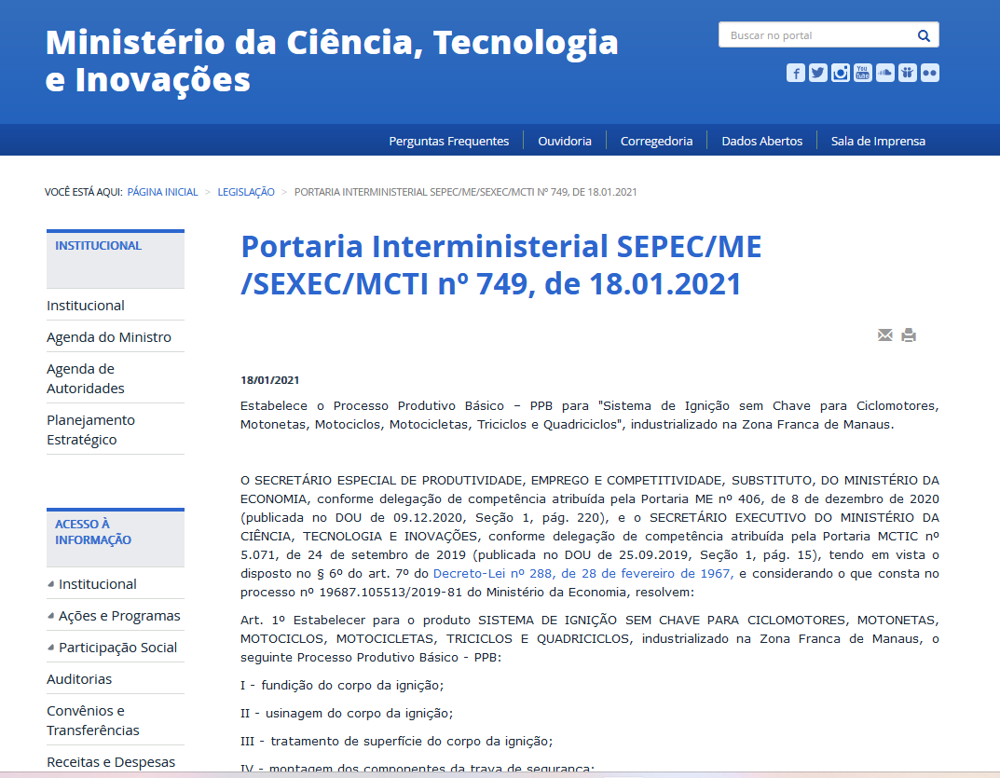 Ministério da Ciência, Tecnologia
e Inovações
Buscar no portal
Perguntas Frequentes
Ouvidoria
Corregedoria
Dados Abertos
Sala de Imprensa
VOCÊ ESTÁ AQUI: PÁGINA INICIAL > LEGISLAÇÃO > PORTARIA INTERMINISTERIAL SEPEC/ME/SEXEC/MCTI Nº 749, DE 18.01.2021
INSTITUCIONAL
Institucional
Agenda do Ministro
Agenda de
Autoridades
Planejamento
Estratégico
ACESSO À
INFORMAÇÃO
Institucional
Ações e Programas
Participação Social
Auditorias
Convênios e
Transferências
Receitas e Despesas
Portaria Interministerial SEPEC/ME
/SEXEC/MCTI nº 749, de 18.01.2021
18/01/2021
Estabelece o Processo Produtivo Básico – PPB para "Sistema de Ignição sem Chave para Ciclomotores,
Motonetas, Motociclos, Motocicletas, Triciclos e Quadriciclos", industrializado na Zona Franca de Manaus.
O SECRETÁRIO ESPECIAL DE PRODUTIVIDADE, EMPREGO E COMPETITIVIDADE, SUBSTITUTO, DO MINISTÉRIO DA
ECONOMIA, conforme delegação de competência atribuída pela Portaria ME nº 406, de 8 de dezembro de 2020
(publicada no DOU de 09.12.2020, Seção 1, pág. 220), e o SECRETÁRIO EXECUTIVO DO MINISTÉRIO DA
CIÊNCIA, TECNOLOGIA E INOVAÇÕES, conforme delegação de competência atribuída pela Portaria MCTIC nº
5.071, de 24 de setembro de 2019 (publicada no DOU de 25.09.2019, Seção 1, pág. 15), tendo em vista o
disposto no § 6º do art. 7º do Decreto-Lei nº 288, de 28 de fevereiro de 1967, e considerando o que consta no
processo nº 19687.105513/2019-81 do Ministério da Economia, resolvem:
Art. 1º Estabelecer para o produto SISTEMA DE IGNIÇÃO SEM CHAVE PARA CICLOMOTORES, MOTONETAS,
MOTOCICLOS, MOTOCICLETAS, TRICICLOS E QUADRICICLOS, industrializado na Zona Franca de Manaus, o
seguinte Processo Produtivo Básico - PPB:
I - fundição do corpo da ignição;
II - usinagem do corpo da ignição;
III - tratamento de superfície do corpo da ignição;
IV - montagem dos componentes da trava de segurança;